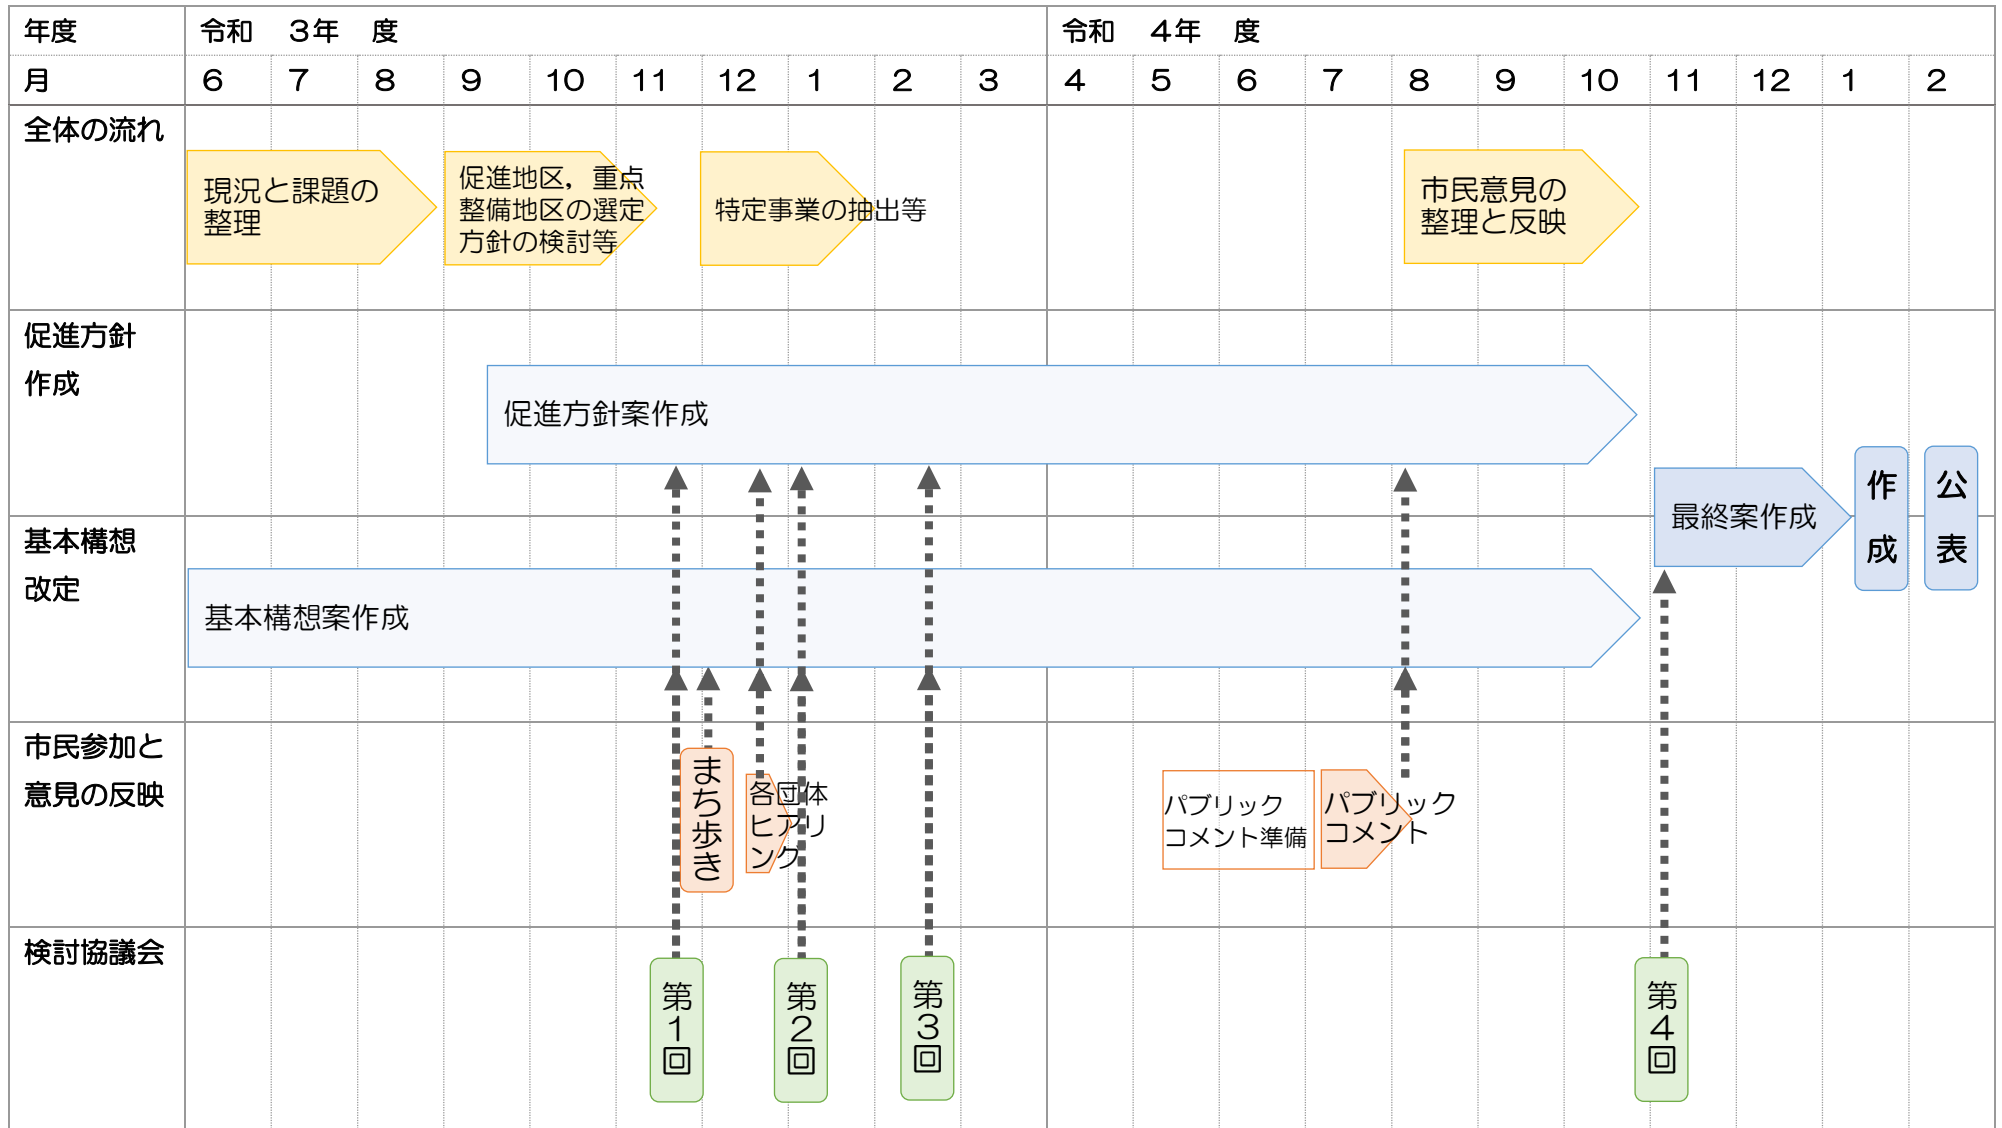 年度 令和 3年 度 令和 4年 度
月 6 7 8 9 10 11 12 1 2 3 4 5 6 7 8 9 10 11 12 1 2
全体の流れ
現況と課題の
整理
促進地区，重点
整備地区の選定
方針の検討等
特定事業の抽出等
市民意見の
整理と反映
促進方針
作成
促進方針案作成
最終案作成
作成
公表
基本構想
改定
基本構想案作成
市民参加と
意見の反映
まち歩き
各団体
ヒアリ
ング
パブリック
コメント準備
パブリック
コメント
検討協議会
第1回
第2回
第3回
第4回